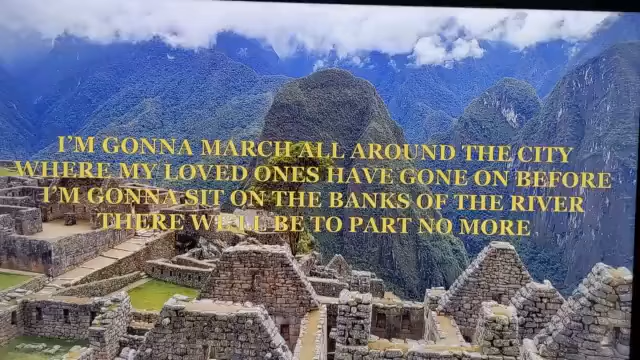 I'M GONNA MARCH ALL AROUND THE CITY
WHERE MY LOVED ONES HAVE GONE ON BEFORE
I'M GONNA SIT ON THE BANKS OF THE RIVER
THERE WE'LL BE TO PART NO MORE